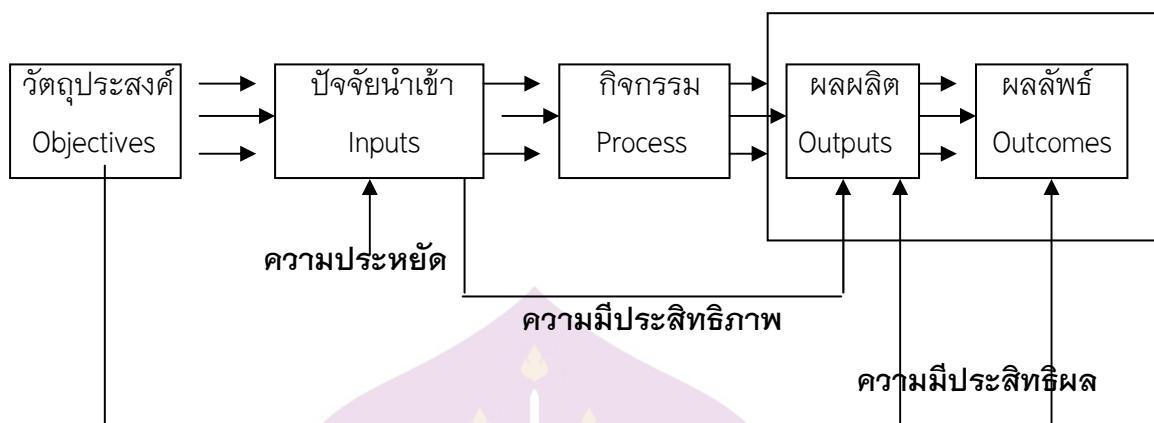 วัตถุประสงค์
Objectives
ปัจจัยนำเข้า
Inputs
กิจกรรม
Process
ผลผลิต
Outputs
ผลลัพธ์
Outcomes
ความประหยัด
ความมีประสิทธิภาพ
ความมีประสิทธิผล